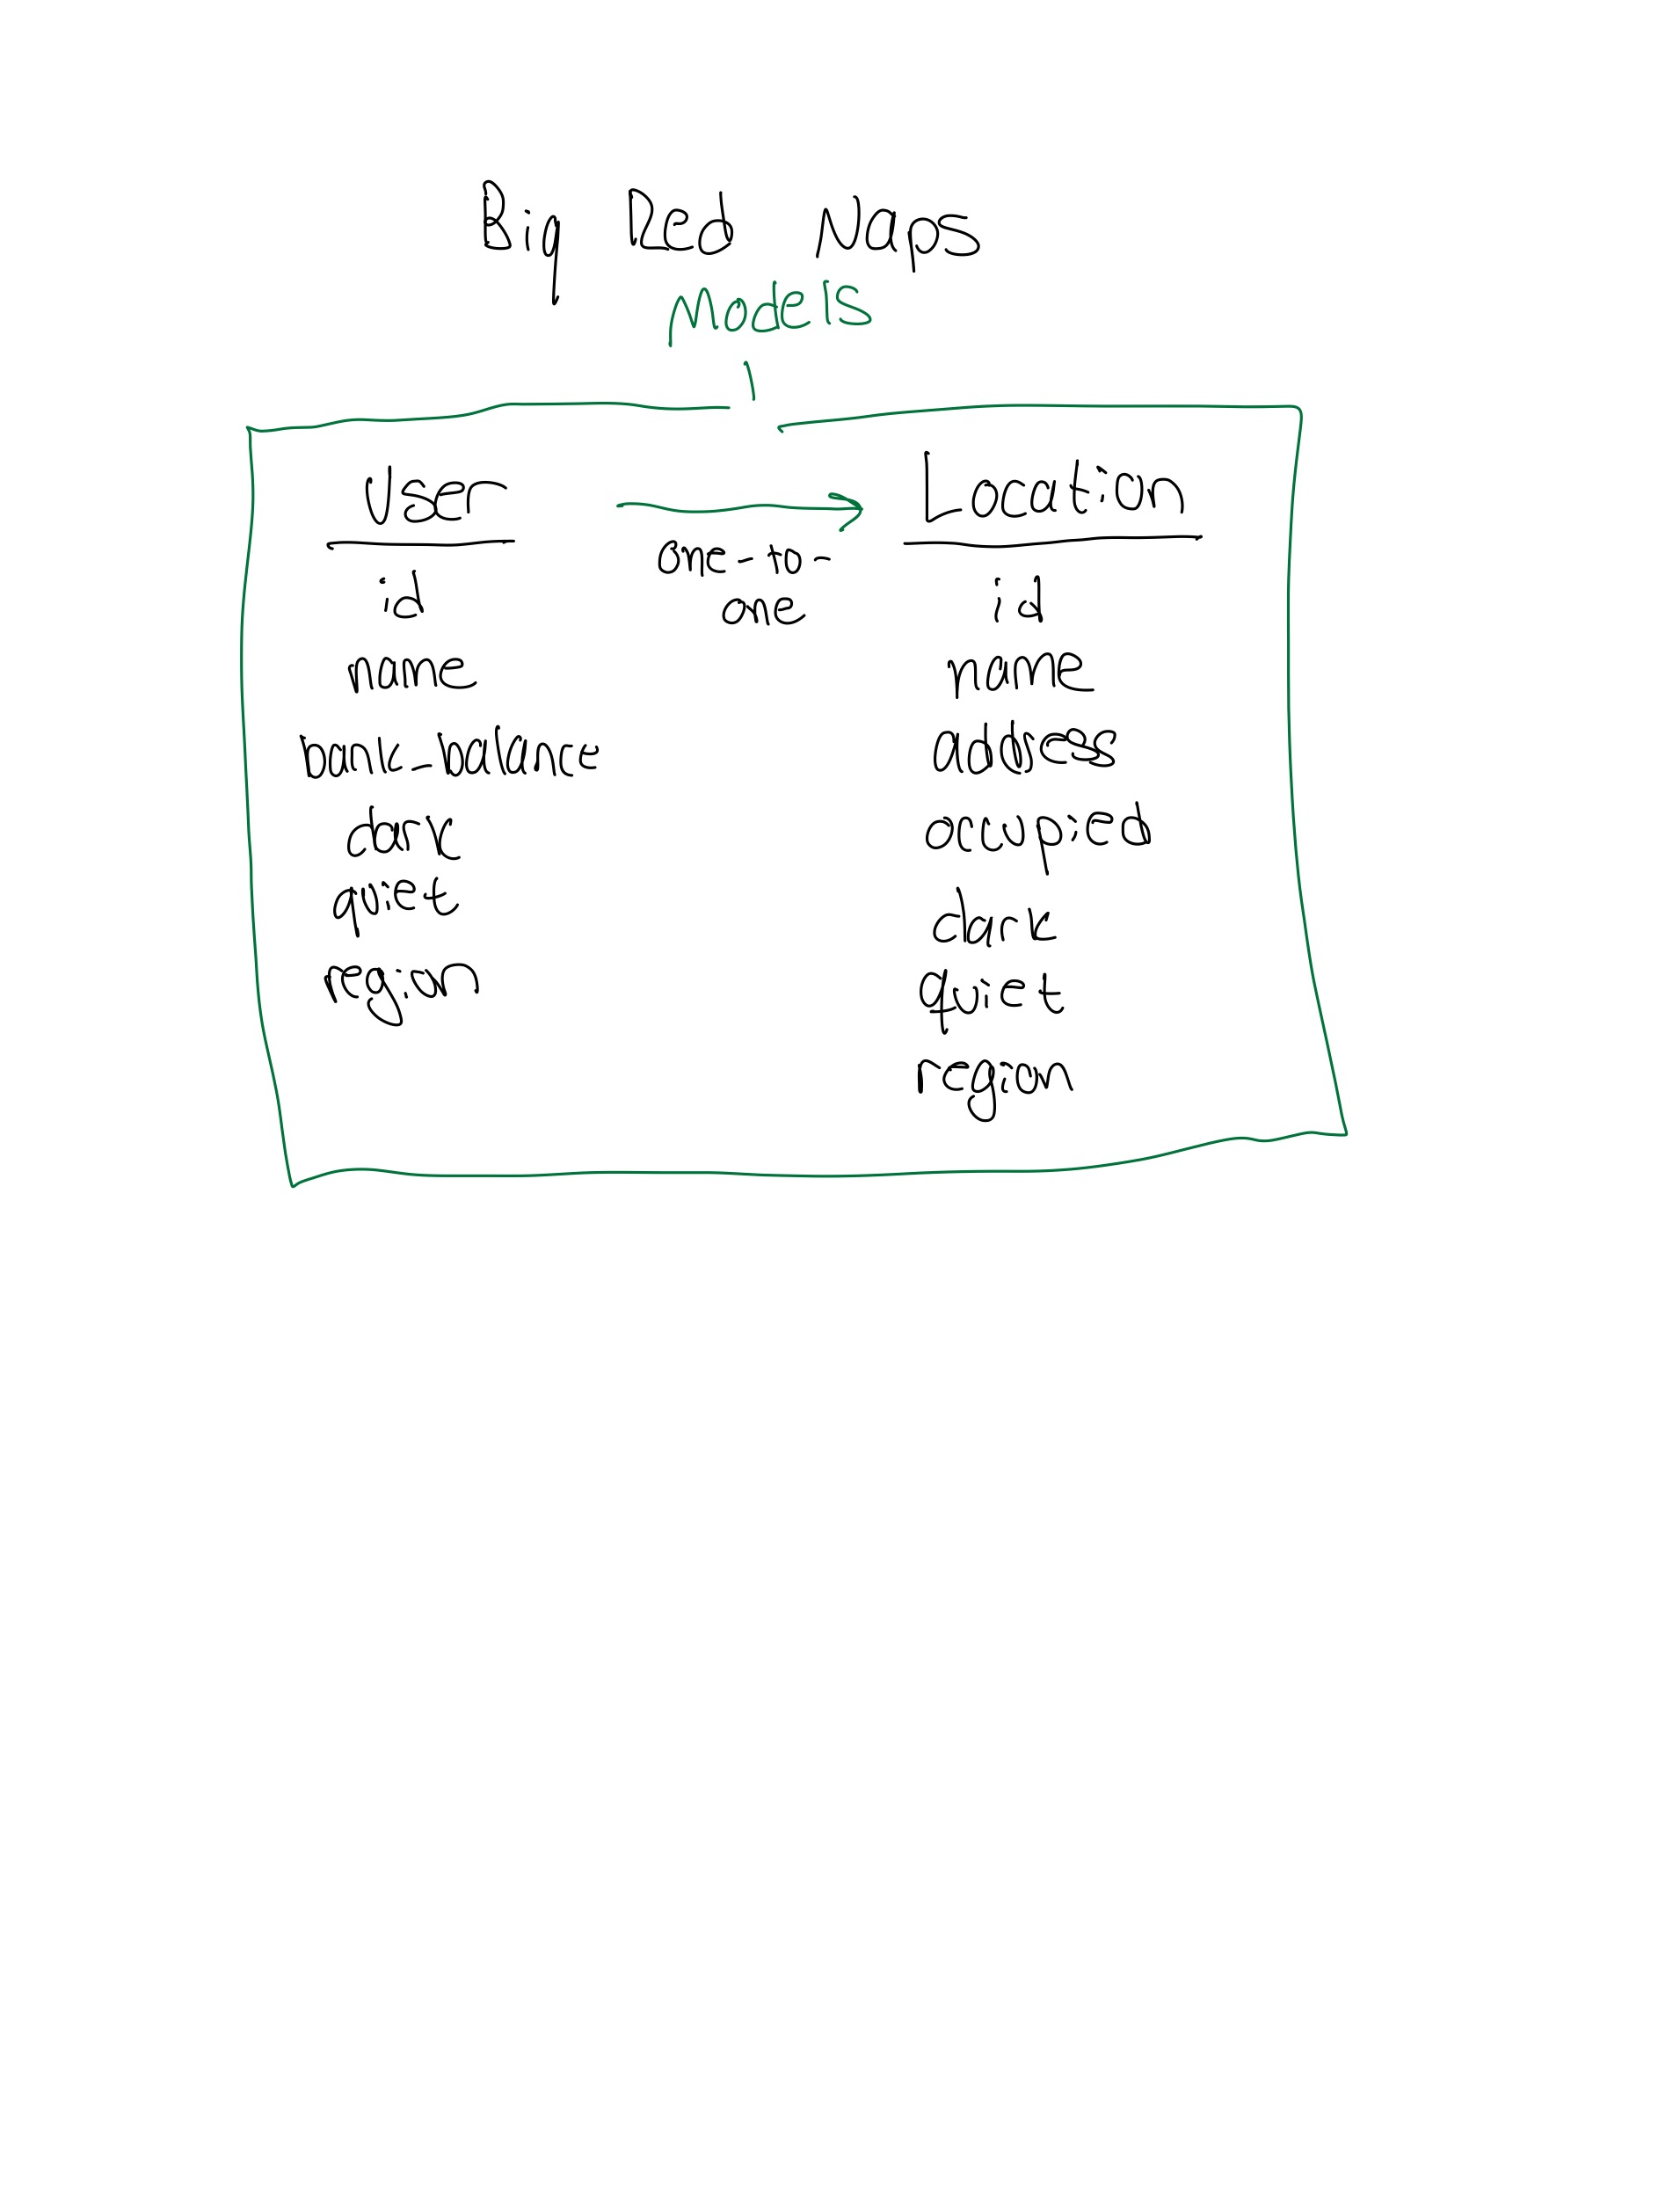 Big Red Naps
Models
User
id
name
bank_balance
dark
quiet
region
one-to-
one
Location
id
name
address
occupied
dark
quiet
region